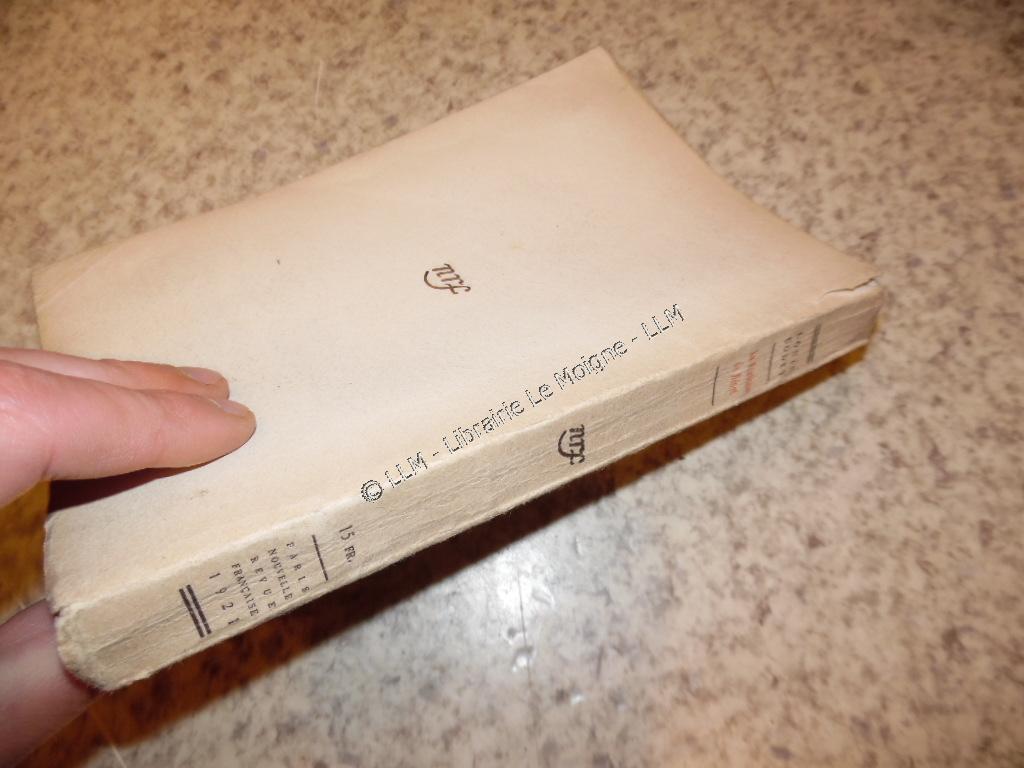 nrf
© LLM - Librairie Le Moigne - LLM
nrf
15 FR.
PARIS
NOUVELLE
REVUE
FRANÇAISE
1921